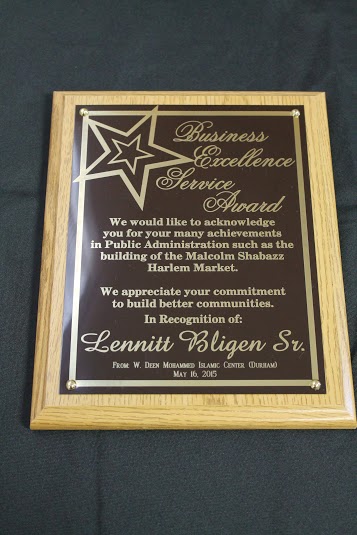 Business
Excellence
Service
Award
We would like to acknowledge
you for your many achievements
in Public Administration such as the
building of the Malcolm Shabazz
Harlem Market.
We appreciate your commitment
to build better communities.
In Recognition of:
Lennitt Bligen Sr.
From: W. Deen Mohammed Islamic Center (Durham)
May 16, 2015